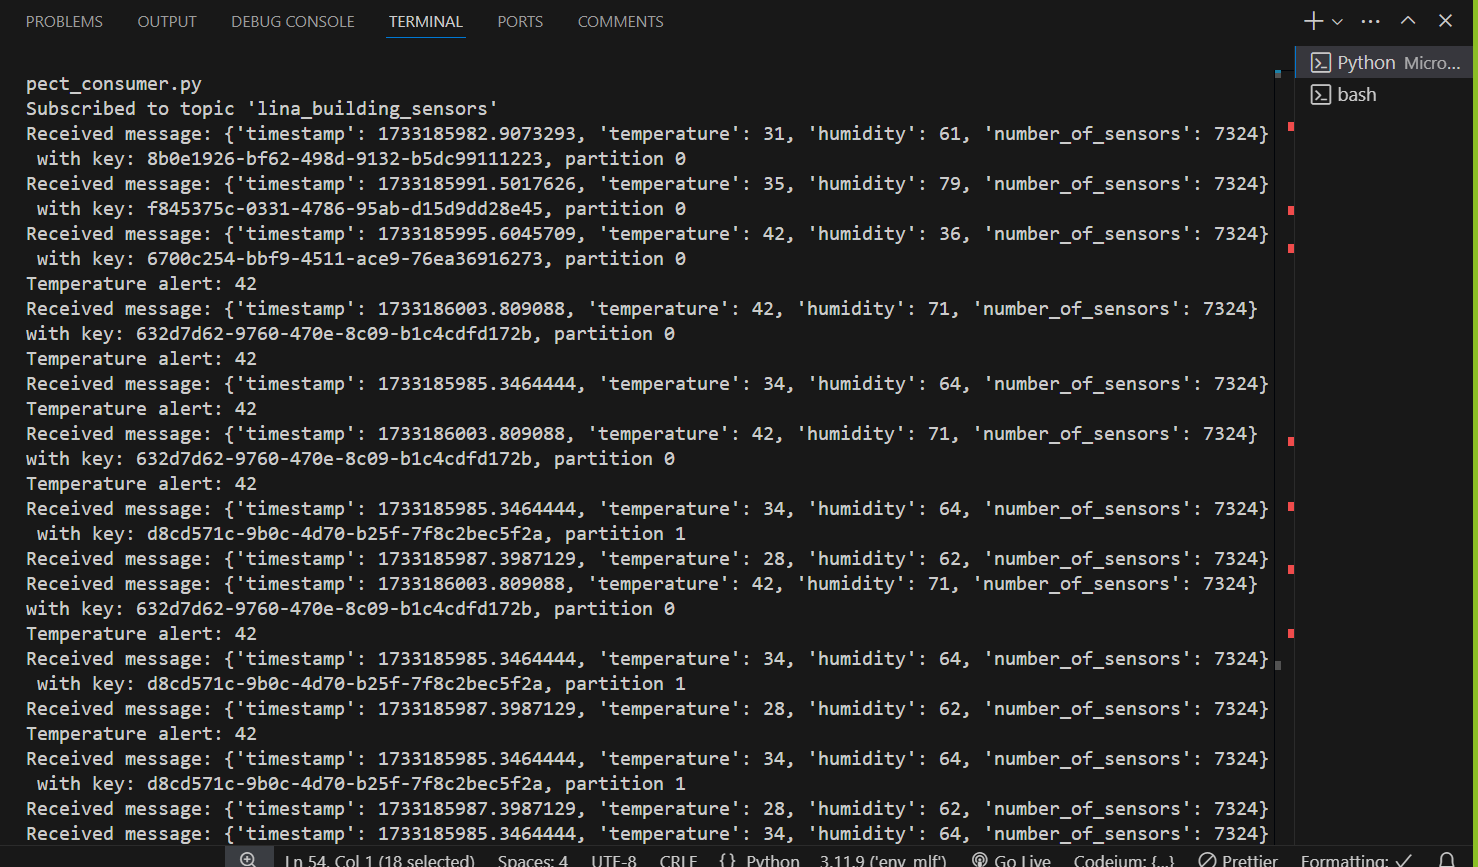 PROBLEMS OUTPUT DEBUG CONSOLE TERMINAL PORTS COMMENTS
Python Micro...
bash
pect_consumer.py
Subscribed to topic 'lina_building_sensors'
Received message: {'timestamp': 1733185982.9073293, 'temperature': 31, 'humidity': 61, 'number_of_sensors': 7324}
with key: 8b0e1926-bf62-498d-9132-b5dc99111223, partition 0
Received message: {'timestamp': 1733185991.5017626, 'temperature': 35, 'humidity': 79, 'number_of_sensors': 7324}
with key: f845375c-0331-4786-95ab-d15d9dd28e45, partition 0
Received message: {'timestamp': 1733185995.6045709, 'temperature': 42, 'humidity': 36, 'number_of_sensors': 7324}
with key: 6700c254-bbf9-4511-ace9-76ea36916273, partition 0
Temperature alert: 42
Received message: {'timestamp': 1733186003.809088, 'temperature': 42, 'humidity': 71, 'number_of_sensors': 7324}
with key: 632d7d62-9760-470e-8c09-b1c4cdfd172b, partition 0
Temperature alert: 42
Received message: {'timestamp': 1733185985.3464444, 'temperature': 34, 'humidity': 64, 'number_of_sensors': 7324}
Temperature alert: 42
Received message: {'timestamp': 1733186003.809088, 'temperature': 42, 'humidity': 71, 'number_of_sensors': 7324}
with key: 632d7d62-9760-470e-8c09-b1c4cdfd172b, partition 0
Temperature alert: 42
Received message: {'timestamp': 1733185985.3464444, 'temperature': 34, 'humidity': 64, 'number_of_sensors': 7324}
with key: d8cd571c-9b0c-4d70-b25f-7f8c2bec5f2a, partition 1
Received message: {'timestamp': 1733185987.3987129, 'temperature': 28, 'humidity': 62, 'number_of_sensors': 7324}
Received message: {'timestamp': 1733186003.809088, 'temperature': 42, 'humidity': 71, 'number_of_sensors': 7324}
with key: 632d7d62-9760-470e-8c09-b1c4cdfd172b, partition 0
Temperature alert: 42
Received message: {'timestamp': 1733185985.3464444, 'temperature': 34, 'humidity': 64, 'number_of_sensors': 7324}
with key: d8cd571c-9b0c-4d70-b25f-7f8c2bec5f2a, partition 1
Received message: {'timestamp': 1733185987.3987129, 'temperature': 28, 'humidity': 62, 'number_of_sensors': 7324}
Temperature alert: 42
Received message: {'timestamp': 1733185985.3464444, 'temperature': 34, 'humidity': 64, 'number_of_sensors': 7324}
with key: d8cd571c-9b0c-4d70-b25f-7f8c2bec5f2a, partition 1
Received message: {'timestamp': 1733185987.3987129, 'temperature': 28, 'humidity': 62, 'number_of_sensors': 7324}
Received message: {'timestamp': 1733185985.3464444, 'temperature': 34, 'humidity': 64, 'number_of_sensors': 7324}
Ln 54, Col 1 (18 selected) Spaces: 4 UTF-8 CRLF {} Python 3.11.9 ('env_mlf') Go Live Codeium: {...} Prettier Formatting: ✓